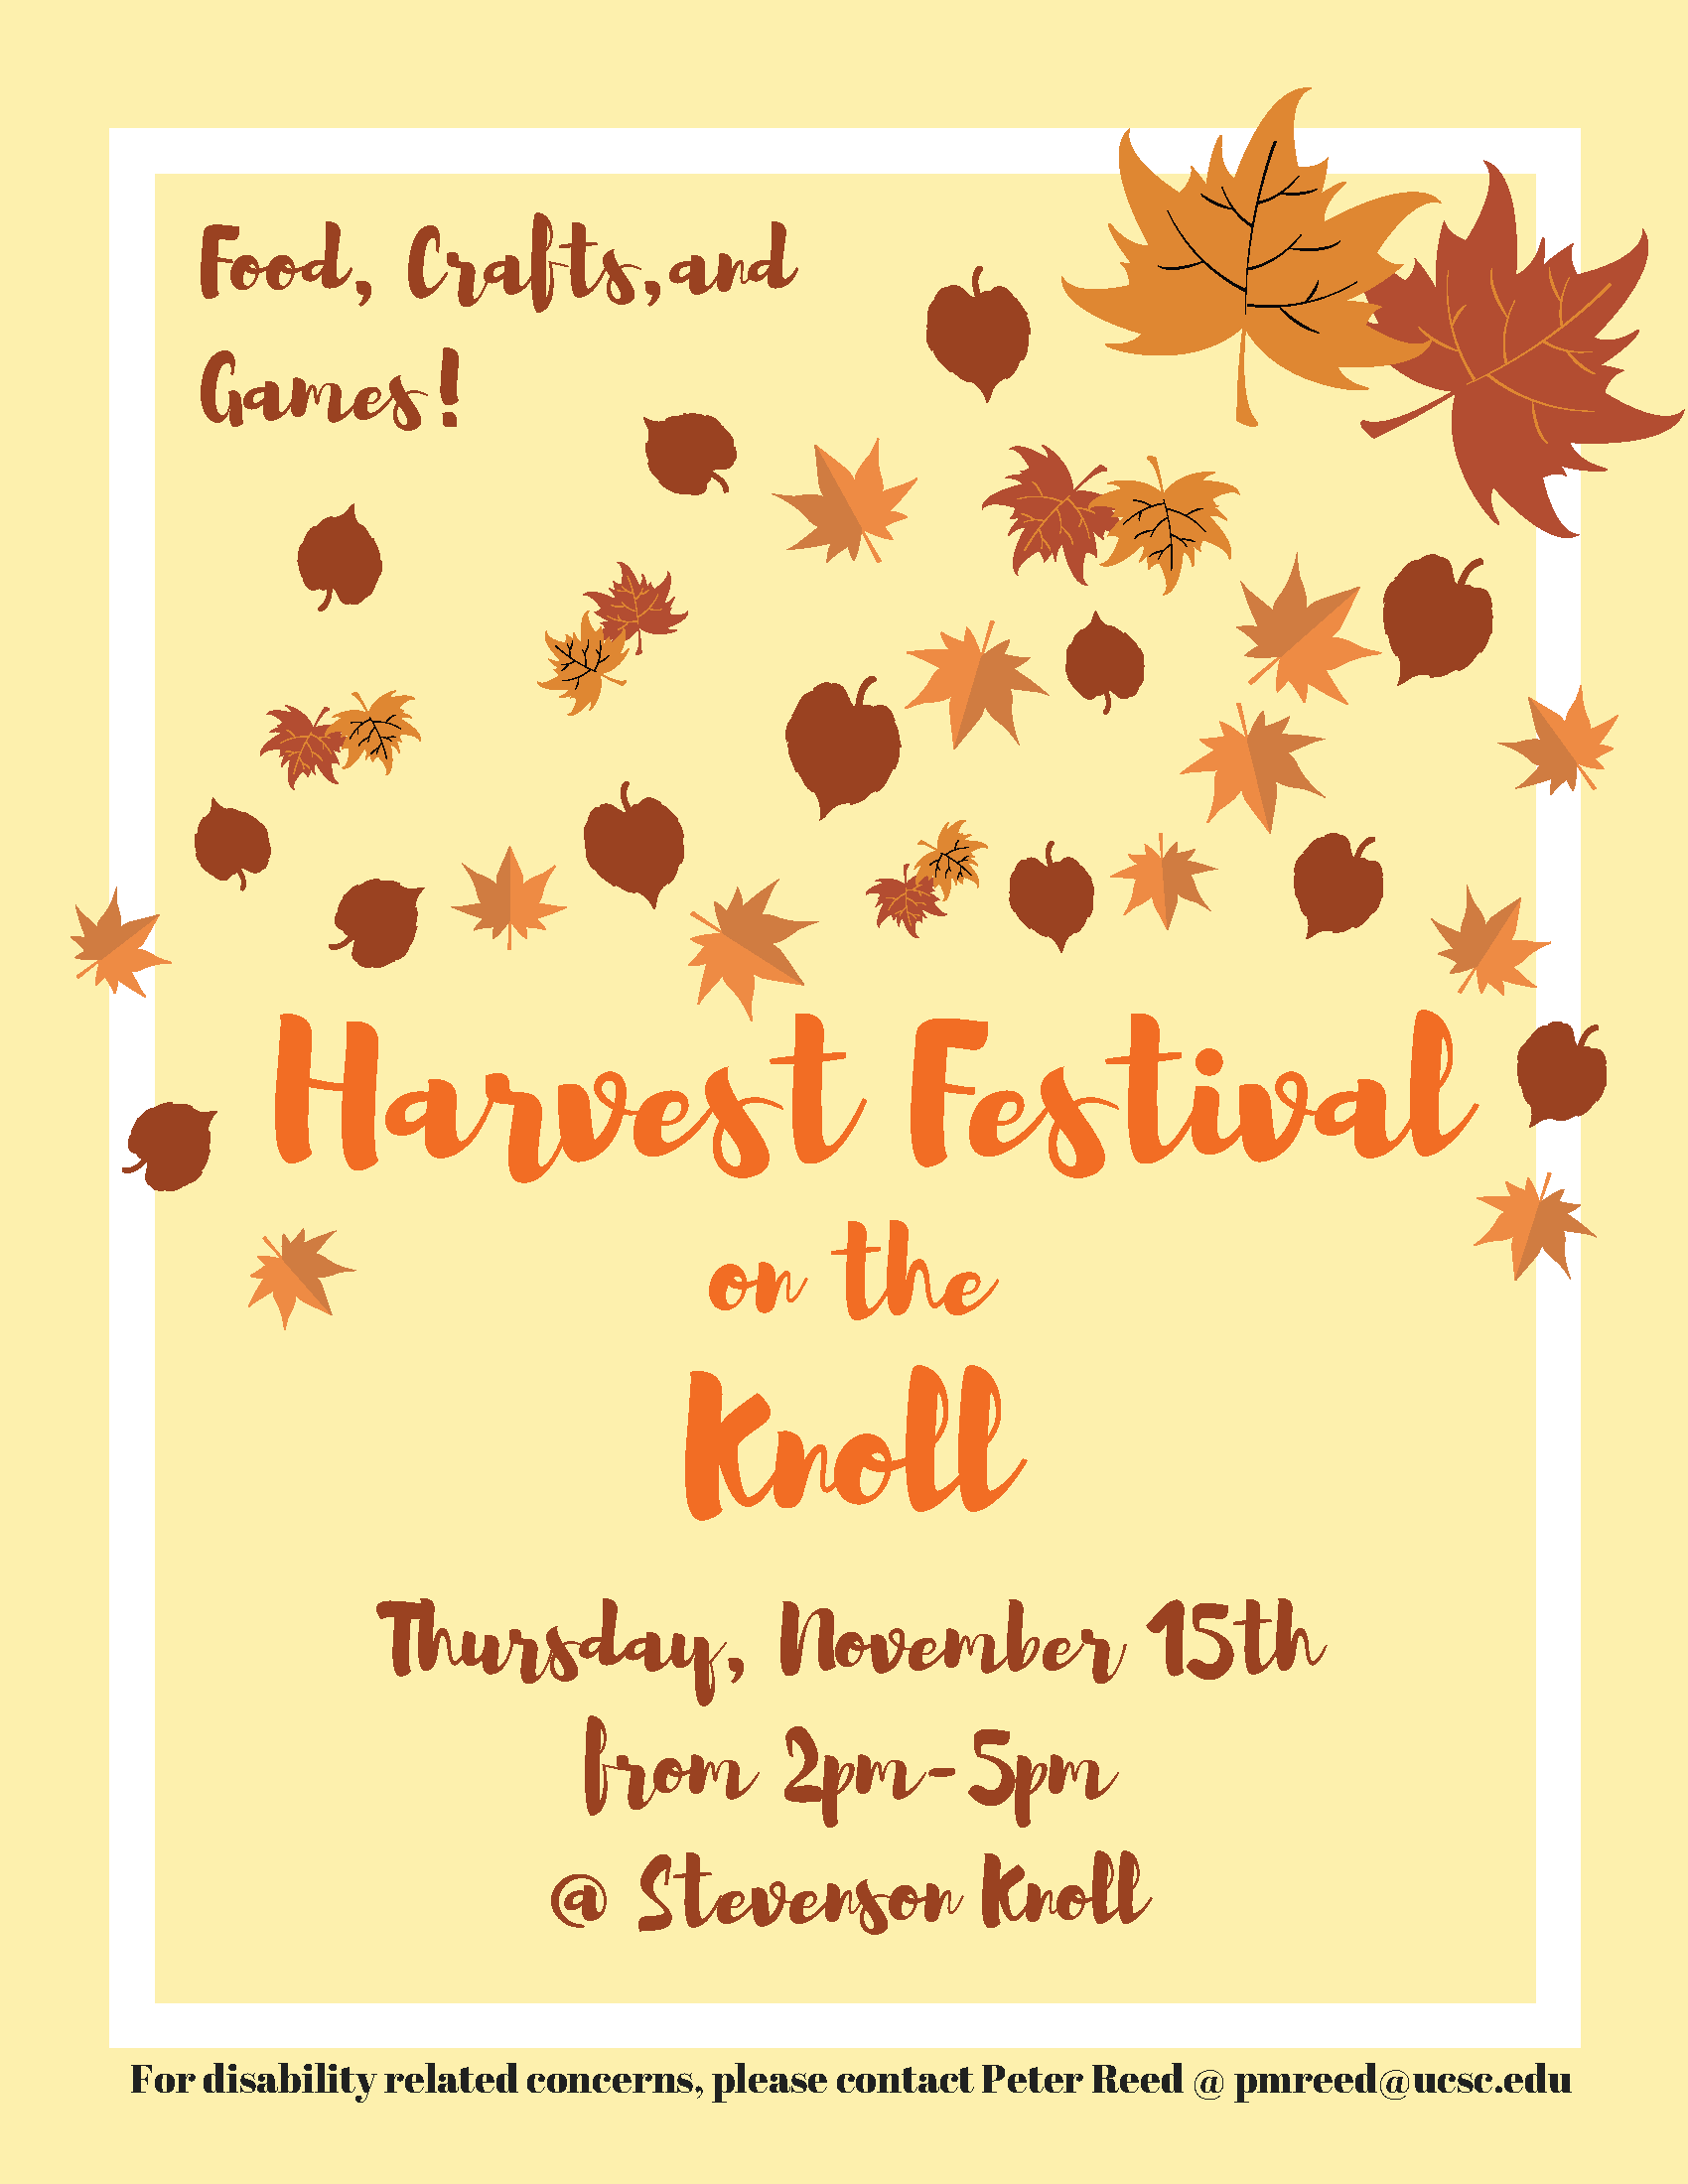 Food, Crafts,and
Games!
Harvest Festival
on the
Knoll
Thursday, November 15th
from 2pm-5pm
@ Stevenson Knoll
For disability related concerns, please contact Peter Reed @ pmreed@ucsc.edu